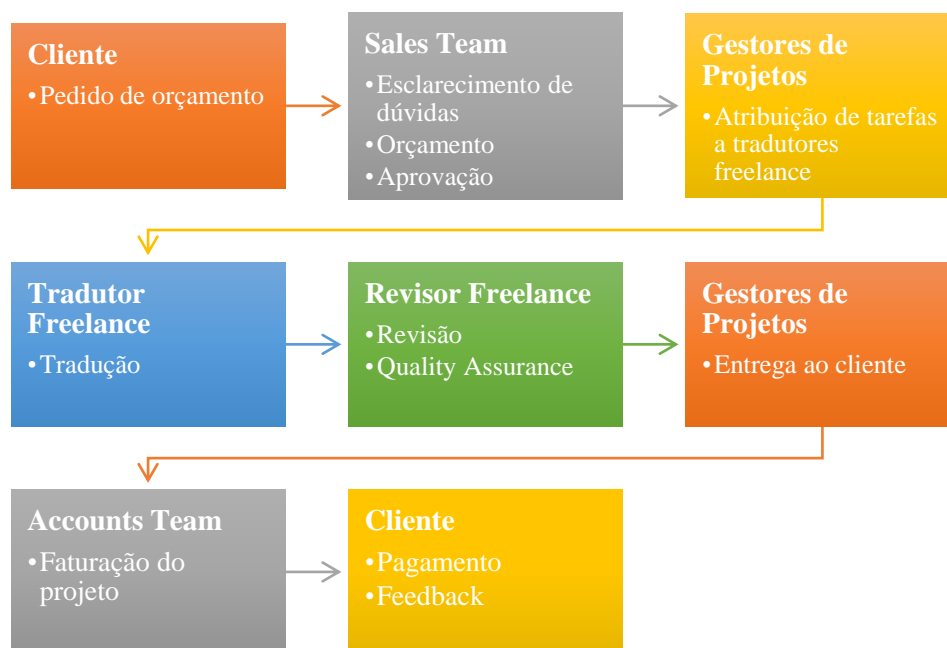 Cliente
•Pedido de orçamento
Sales Team
•Esclarecimento de
dúvidas
•Orçamento
•Aprovação
Gestores de
Projetos
•Atribuição de tarefas
a tradutores
freelance
Tradutor
Freelance
•Tradução
Revisor Freelance
•Revisão
•Quality Assurance
Gestores de
Projetos
•Entrega ao cliente
Accounts Team
•Faturação do
projeto
Cliente
•Pagamento
•Feedback